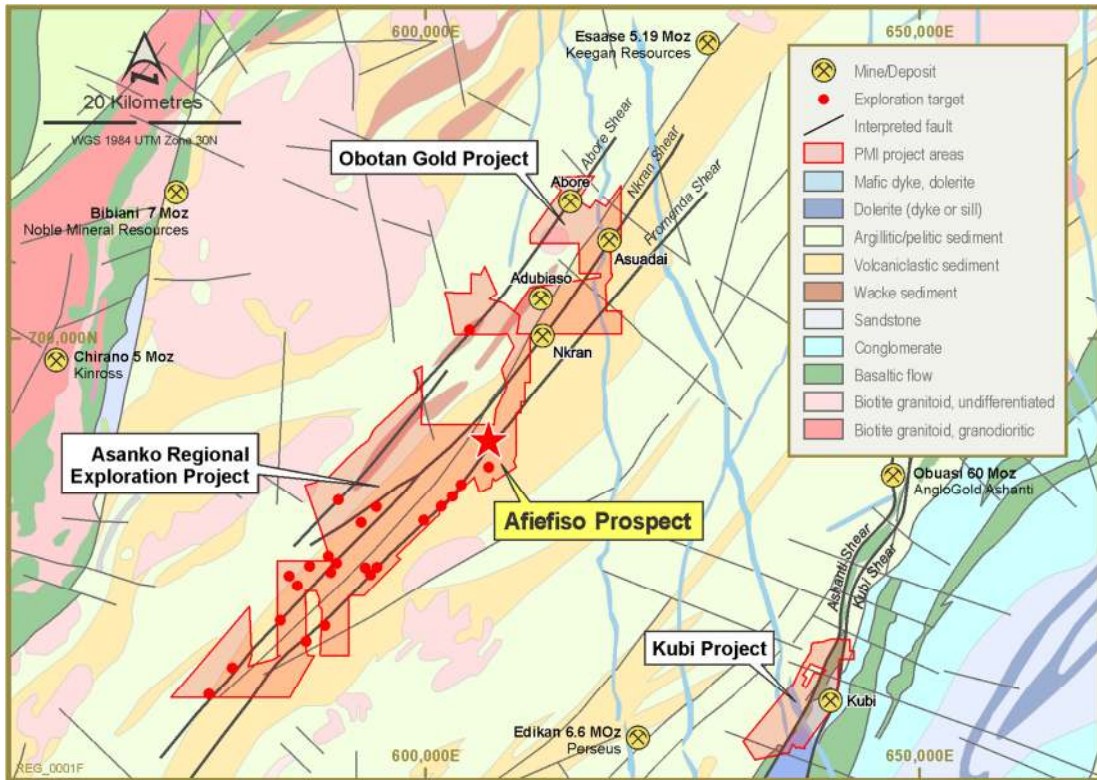 600,000E
650,000E
Esaase 5.19 Moz
Keegan Resources
20 Kilometres
WGS 1984 UTM Zone 30N
Obotan Gold Project
Abore Shear
Nkran Shear
Fromenda Shear
Abore
Bibiani 7 Moz
Noble Mineral Resources
Asuadai
Adubiaso
700,000N
Nkran
Chirano 5 Moz
Kinross
Mine/Deposit
Exploration target
Interpreted fault
PMI project areas
Mafic dyke, dolerite
Dolerite (dyke or sill)
Argillitic/pelitic sediment
Volcaniclastic sediment
Wacke sediment
Sandstone
Conglomerate
Basaltic flow
Biotite granitoid, undifferentiated
Biotite granitoid, granodioritic
Asanko Regional
Exploration Project
Afiefiso Prospect
Obuasi 60 Moz
AngloGold Ashanti
Ashanti Shear
Kubi Shear
Kubi Project
Kubi
Edikan 6.6 MOz
Perseus
600,000E
650,000E
REG_0001F